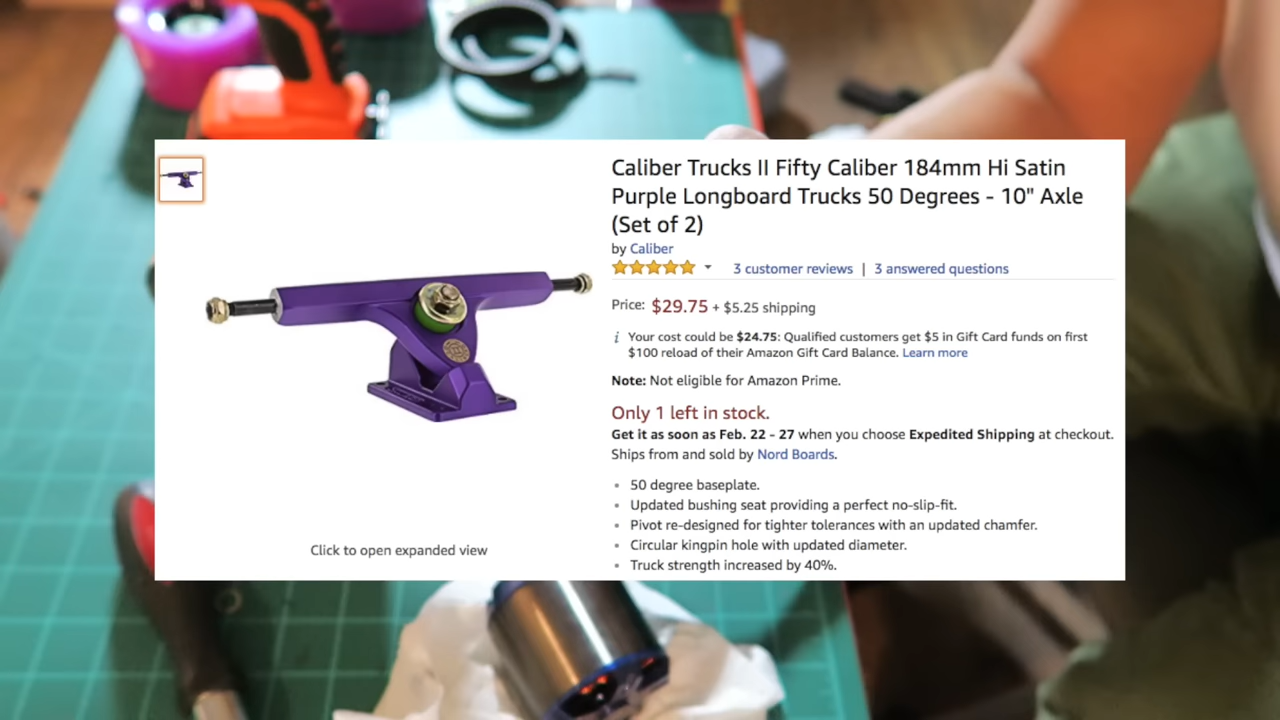 Caliber Trucks II Fifty Caliber 184mm Hi Satin
Purple Longboard Trucks 50 Degrees - 10" Axle
(Set of 2)
by Caliber
3 customer reviews | 3 answered questions
Price: $29.75 + $5.25 shipping
Your cost could be $24.75: Qualified customers get $5 in Gift Card funds on first
$100 reload of their Amazon Gift Card Balance. Learn more
Note: Not eligible for Amazon Prime.
Only 1 left in stock.
Get it as soon as Feb. 22 - 27 when you choose Expedited Shipping at checkout.
Ships from and sold by Nord Boards.
• 50 degree baseplate.
• Updated bushing seat providing a perfect no-slip-fit.
• Pivot re-designed for tighter tolerances with an updated chamfer.
• Circular kingpin hole with updated diameter.
• Truck strength increased by 40%.
Click to open expanded view